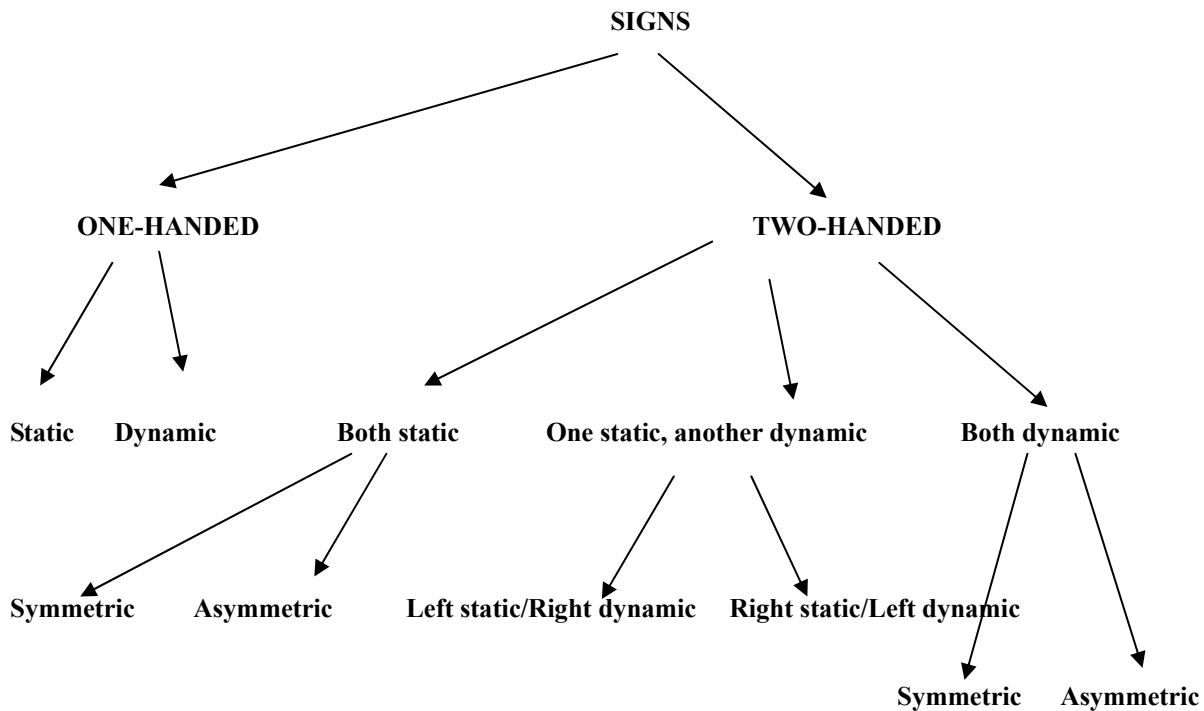 SIGNS
ONE-HANDED
TWO-HANDED
Static
Dynamic
Both static
One static, another dynamic
Both dynamic
Symmetric
Asymmetric
Left static/Right dynamic
Right static/Left dynamic
Symmetric
Asymmetric